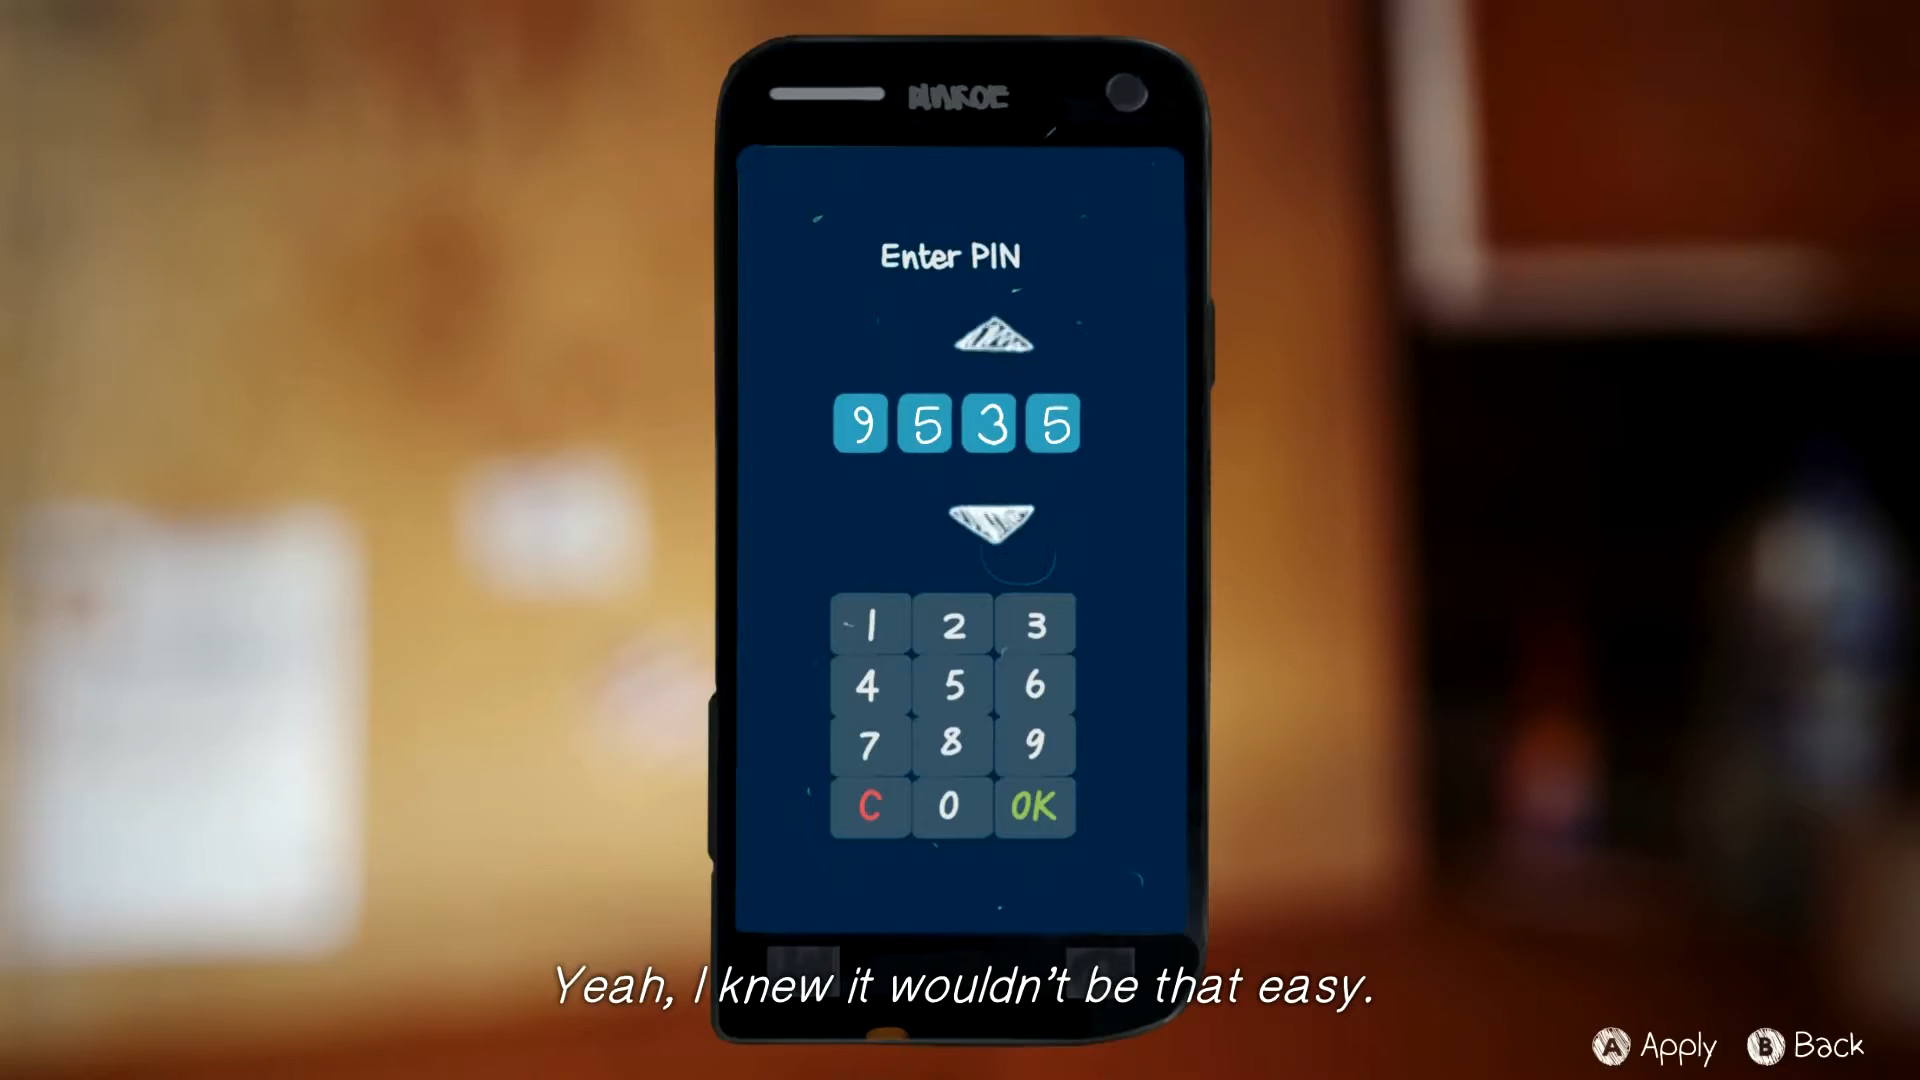 Enter PIN
9 5 3 5
1 2 3
4 5 6
7 8 9
C 0 OK
Yeah, I knew it wouldn't be that easy.
A Apply B Back